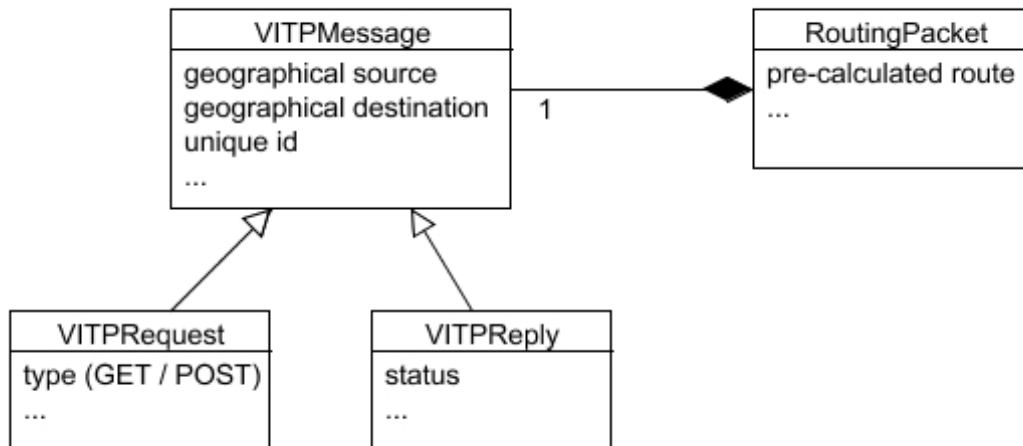 VITPMessage
geographical source
geographical destination
unique id
...
1
RoutingPacket
pre-calculated route
...
VITPRequest
type (GET / POST)
...
VITPReply
status
...